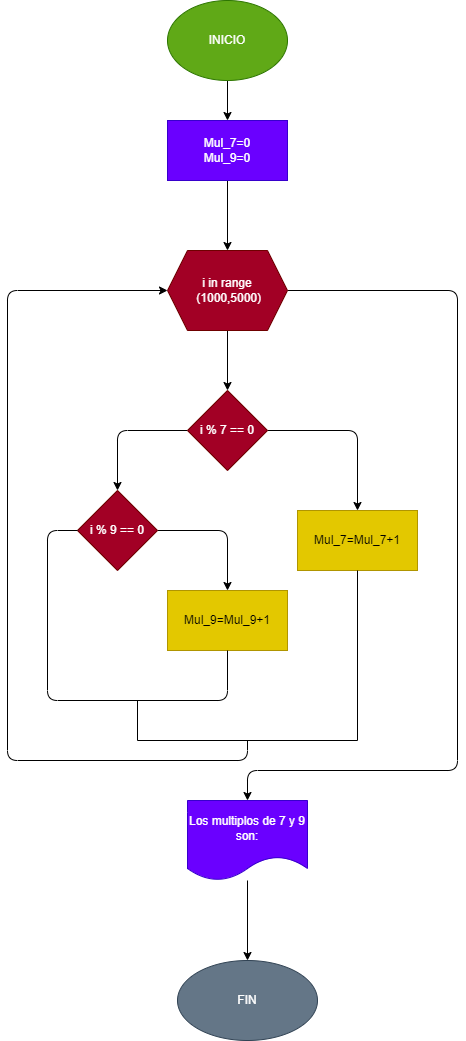 INICIO
Mul_7=0
Mul_9=0
i in range
(1000,5000)
i % 7 == 0
i % 9 == 0
Mul_7=Mul_7+1
Mul_9=Mul_9+1
Los multiplos de 7 y 9
son:
FIN